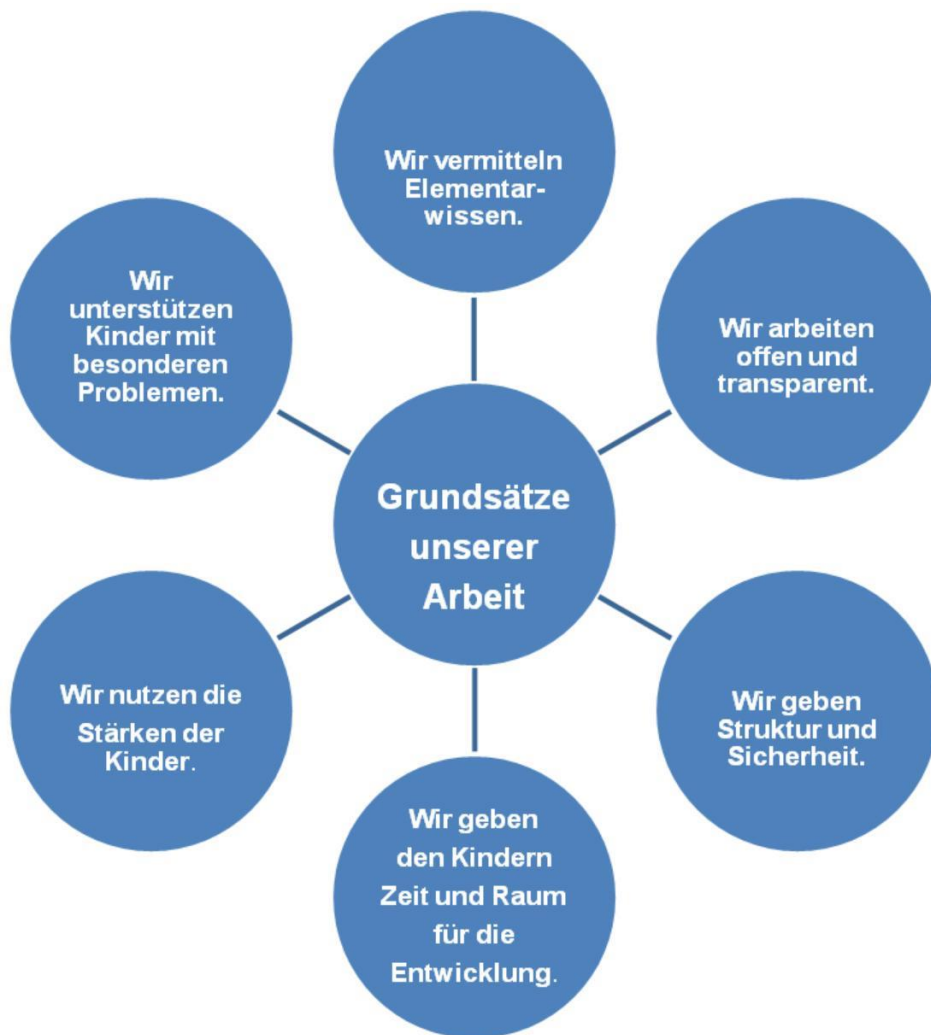 Wir vermitteln
Elementar-
wissen.
Wir
unterstützen
Kinder mit
besonderen
Problemen.
Wir arbeiten
offen und
transparent.
Grundsätze
unserer
Arbeit
Wir nutzen die
Stärken der
Kinder.
Wir geben
Struktur und
Sicherheit.
Wir geben
den Kindern
Zeit und Raum
für die
Entwicklung.